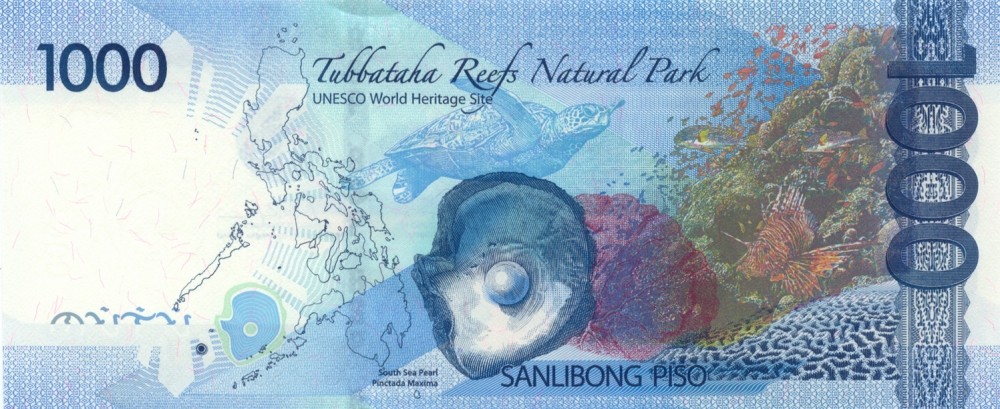 1000
Tubbataha Reefs Natural Park
UNESCO World Heritage Site
1000
South Sea Pearl
Pinctada Maxima
SANLIBONG PISO